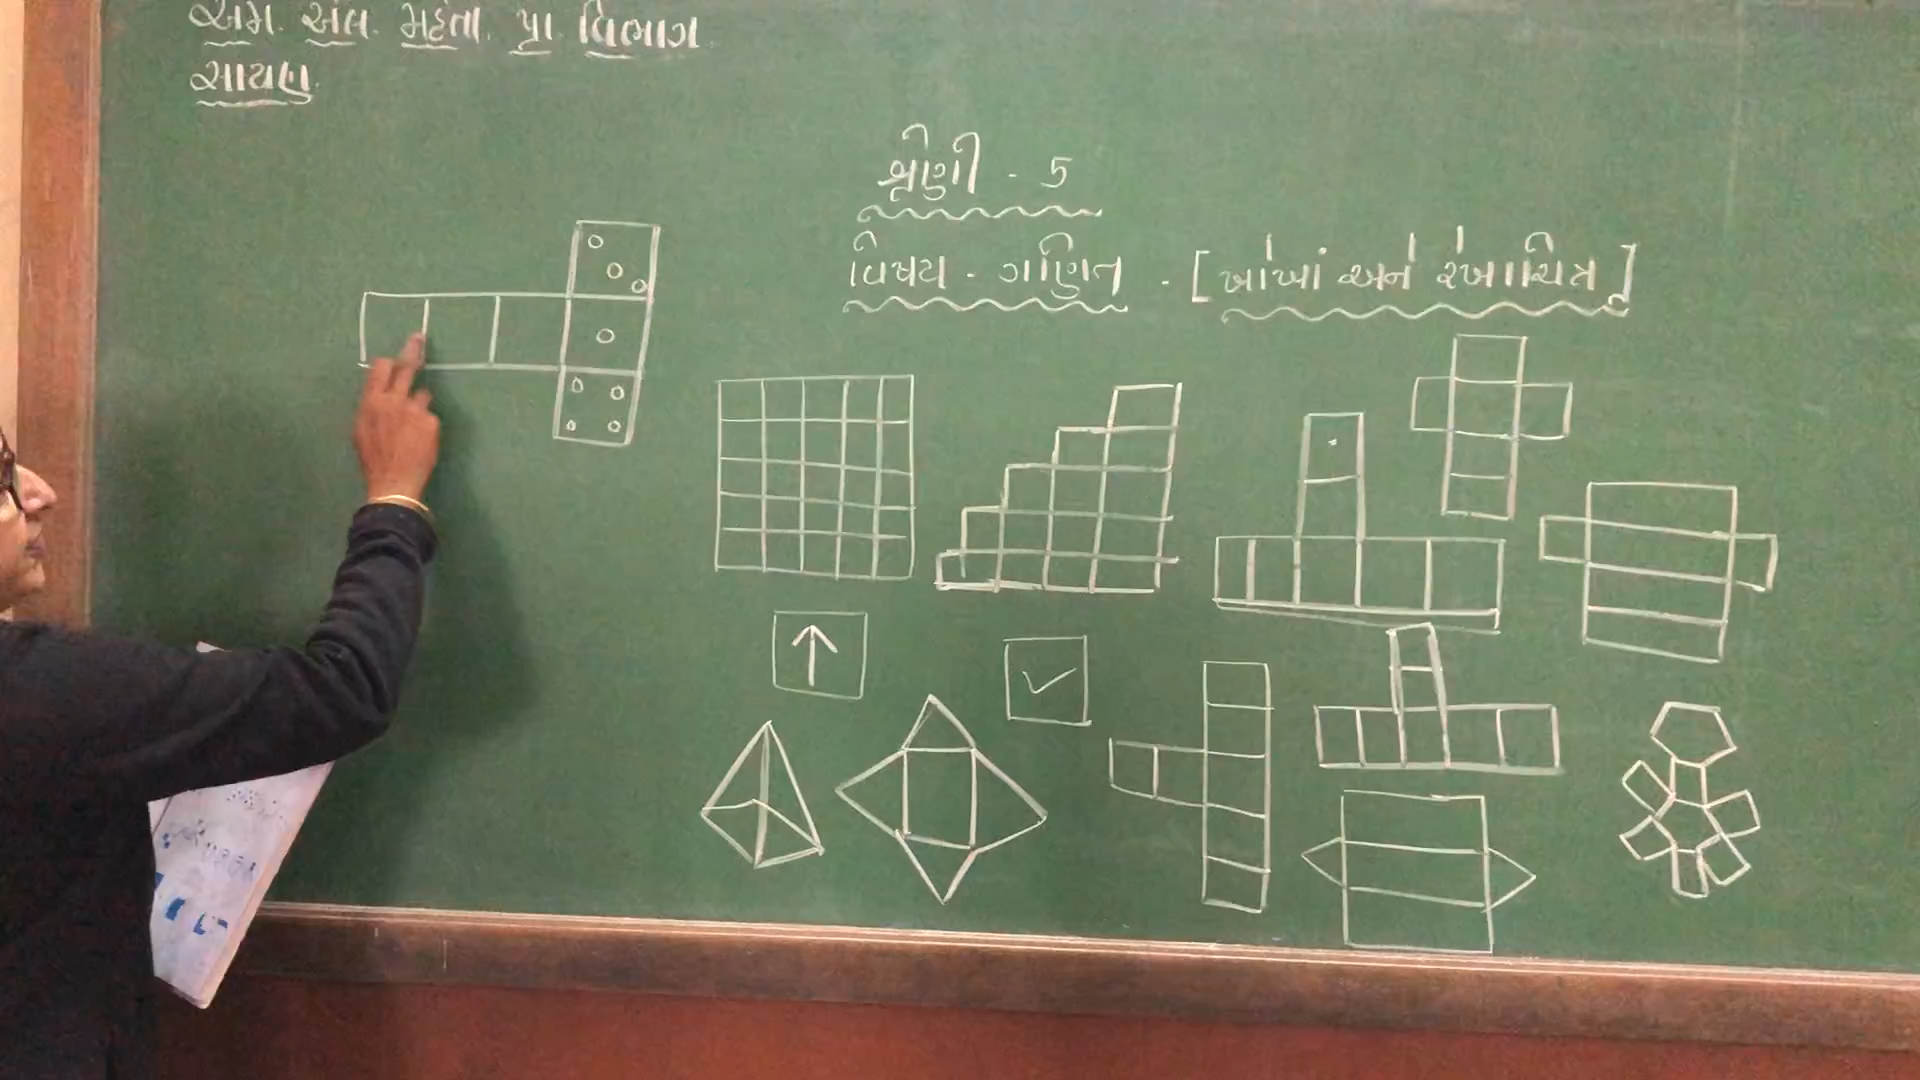 એમ. એલ. મહેતા. પ્રા. વિભાગ
સાયણ.
શ્રેણી - 5
વિષય - ગણિત - [ખોખાં અને રેખાચિત્ર]